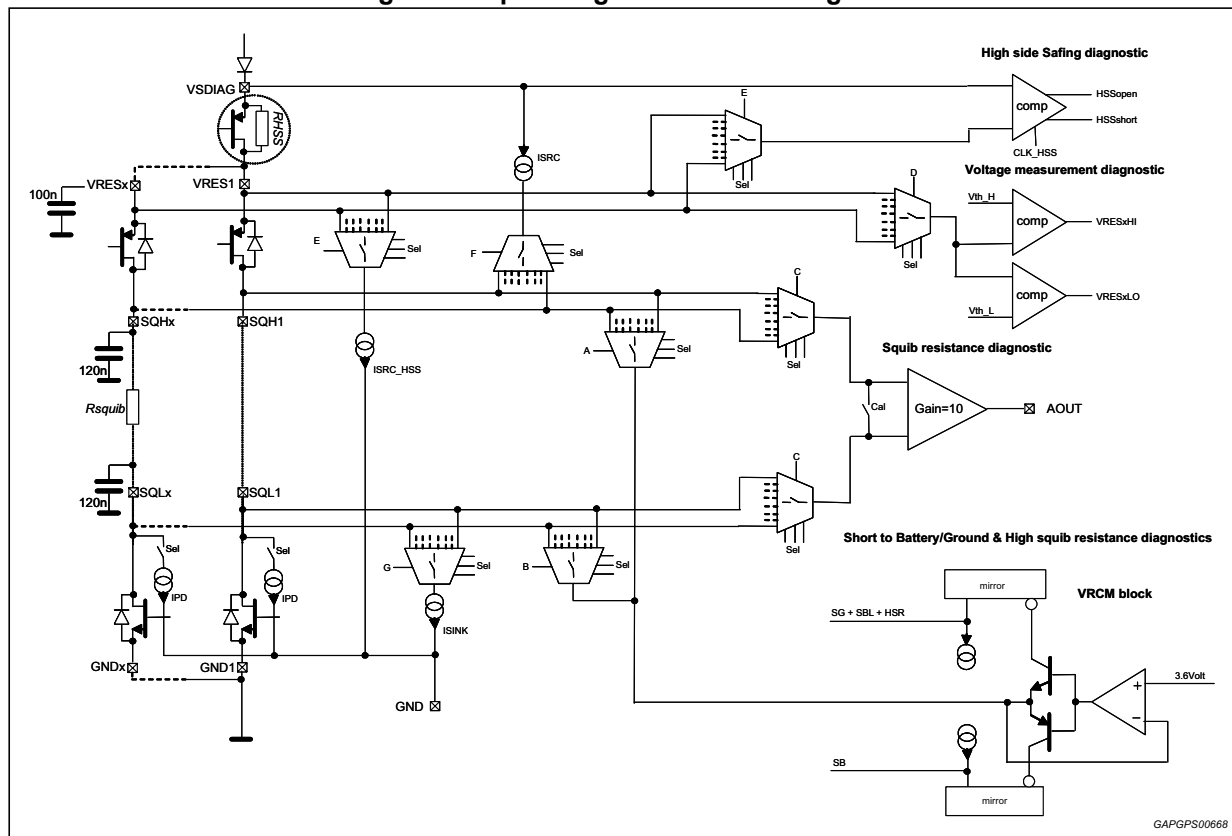 High side Safing diagnostic
VSDIAG
RHSS
E
comp
HSSopen
HSSshort
CLK_HSS
Sel
ISRC
VRESx
VRES1
100n
Voltage measurement diagnostic
D
Vth_H
comp
VRESxHI
Sel
comp
VRESxLO
Vth_L
E
Sel
F
Sel
C
Sel
SQHx
SQH1
A
Sel
120n
ISRC_HSS
Squib resistance diagnostic
Rsquib
Cal
Gain=10
AOUT
C
Sel
120n
SQLx
SQL1
Short to Battery/Ground & High squib resistance diagnostics
Sel
Sel
G
Sel
B
Sel
IPD
IPD
ISINK
mirror
VRCM block
SG + SBL + HSR
GNDx
GND1
GND
3.6Volt
+
-
SB
mirror
GAPGPS00668